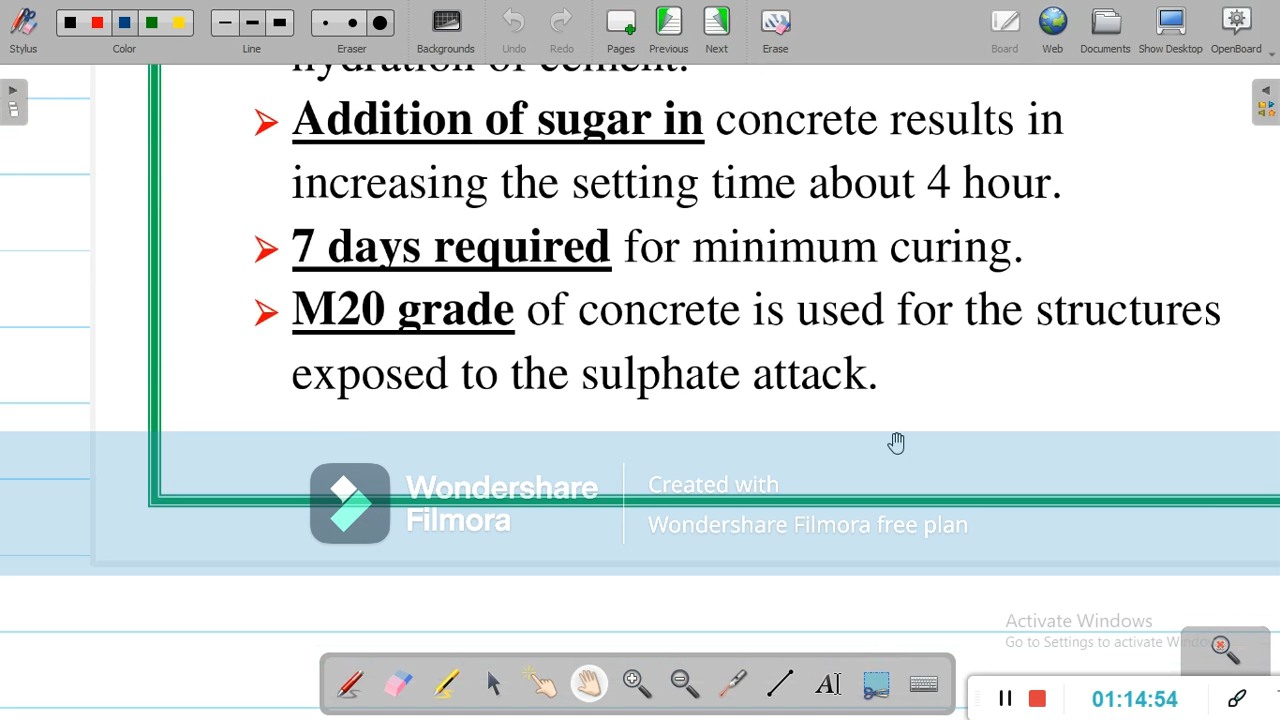 Stylus
Color
Line
Eraser
Backgrounds
Undo
Redo
Pages
Previous
Next
Erase
Board
Web
Documents
Show Desktop
OpenBoard
hydration of cement.
Addition of sugar in concrete results in
increasing the setting time about 4 hour.
7 days required for minimum curing.
M20 grade of concrete is used for the structures
exposed to the sulphate attack.
Wondershare
Filmora
Created with
Wondershare Filmora free plan
Activate Windows
Go to Settings to activate Windows
01:14:54